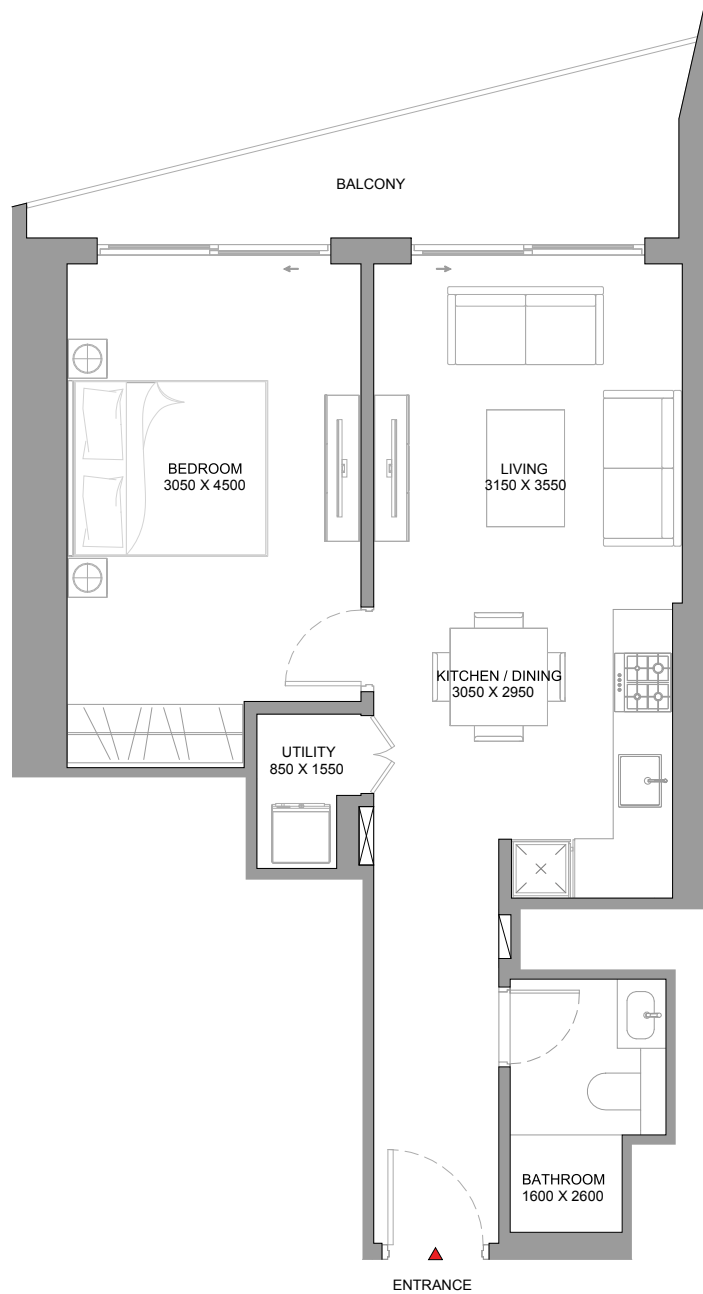 BALCONY
BEDROOM
3050 X 4500
LIVING
3150 X 3550
KITCHEN / DINING
3050 X 2950
UTILITY
850 X 1550
BATHROOM
1600 X 2600
ENTRANCE